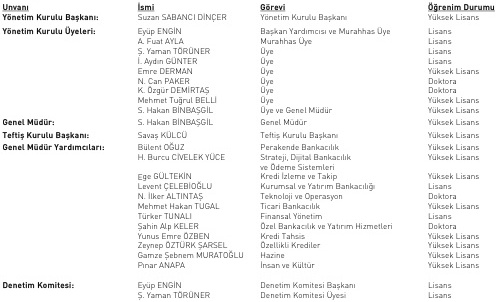 Unvanı İsmi Görevi Öğrenim Durumu
Yönetim Kurulu Başkanı: Suzan SABANCI DİNÇER Yönetim Kurulu Başkanı Yüksek Lisans
Yönetim Kurulu Üyeleri: Eyüp ENGİN Başkan Yardımcısı ve Murahhas Üye Lisans
A. Fuat AYLA Murahhas Üye Lisans
Ş. Yaman TÖRÜNER Üye Lisans
İ. Aydın GÜNTER Üye Lisans
Emre DERMAN Üye Yüksek Lisans
N. Can PAKER Üye Doktora
K. Özgür DEMİRTAŞ Üye Doktora
Mehmet Tuğrul BELLİ Üye Yüksek Lisans
S. Hakan BİNBAŞGİL Üye ve Genel Müdür Yüksek Lisans
Genel Müdür: S. Hakan BİNBAŞGİL Genel Müdür Yüksek Lisans
Teftiş Kurulu Başkanı: Savaş KÜLCÜ Teftiş Kurulu Başkanı Yüksek Lisans
Genel Müdür Yardımcıları: Bülent OĞUZ Perakende Bankacılık Yüksek Lisans
H. Burcu CİVELEK YÜCE Strateji, Dijital Bankacılık Yüksek Lisans
ve Ödeme Sistemleri
Ege GÜLTEKİN Kredi İzleme ve Takip Yüksek Lisans
Levent ÇELEBİOĞLU Kurumsal ve Yatırım Bankacılığı Lisans
N. İlker ALTINTAŞ Teknoloji ve Operasyon Doktora
Mehmet Hakan TUGAL Ticari Bankacılık Yüksek Lisans
Türker TUNALI Finansal Yönetim Lisans
Şahin Alp KELER Özel Bankacılık ve Yatırım Hizmetleri Doktora
Yunus Emre ÖZBEN Kredi Tahsis Yüksek Lisans
Zeynep ÖZTÜRK ŞARSEL Özellikli Krediler Yüksek Lisans
Gamze Şebnem MURATOĞLU Hazine Yüksek Lisans
Pınar ANAPA İnsan ve Kültür Yüksek Lisans
Denetim Komitesi: Eyüp ENGİN Denetim Komitesi Başkanı Lisans
Ş. Yaman TÖRÜNER Denetim Komitesi Üyesi Lisans